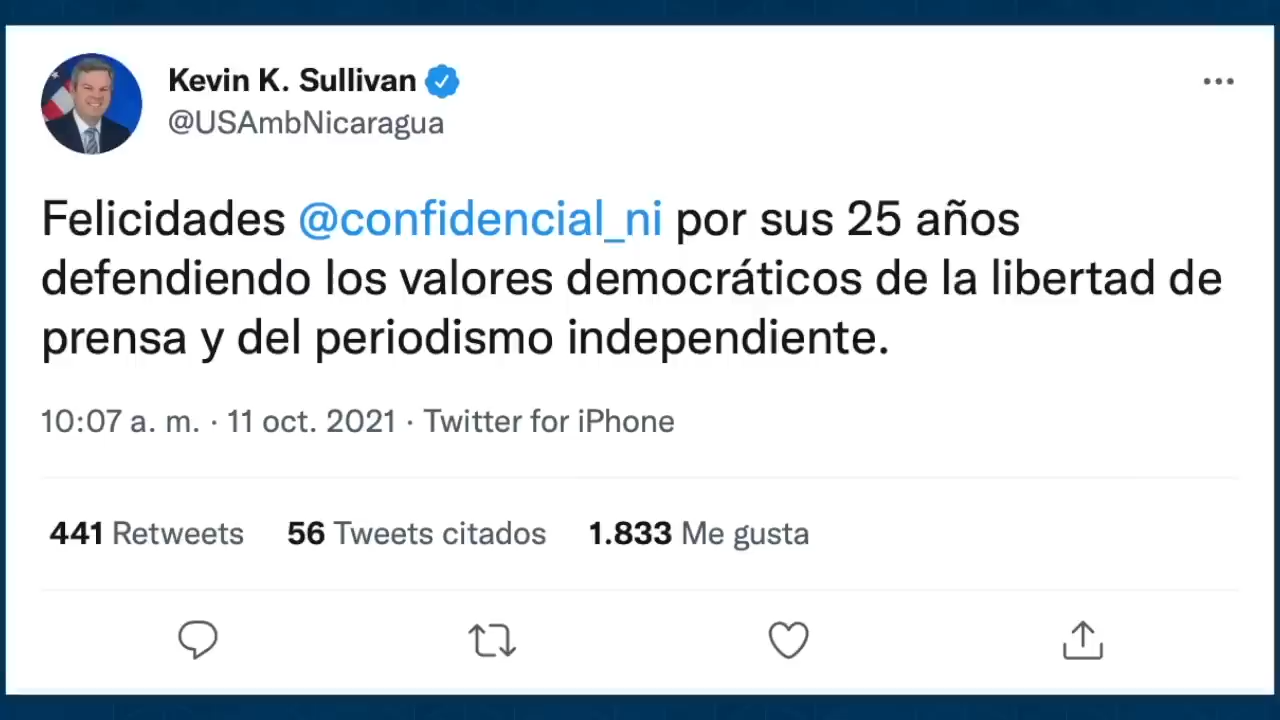 Kevin K. Sullivan
@USAmbNicaragua
Felicidades @confidencial_ni por sus 25 años
defendiendo los valores democráticos de la libertad de
prensa y del periodismo independiente.
10:07 a. m. · 11 oct. 2021 · Twitter for iPhone
441 Retweets 56 Tweets citados 1.833 Me gusta